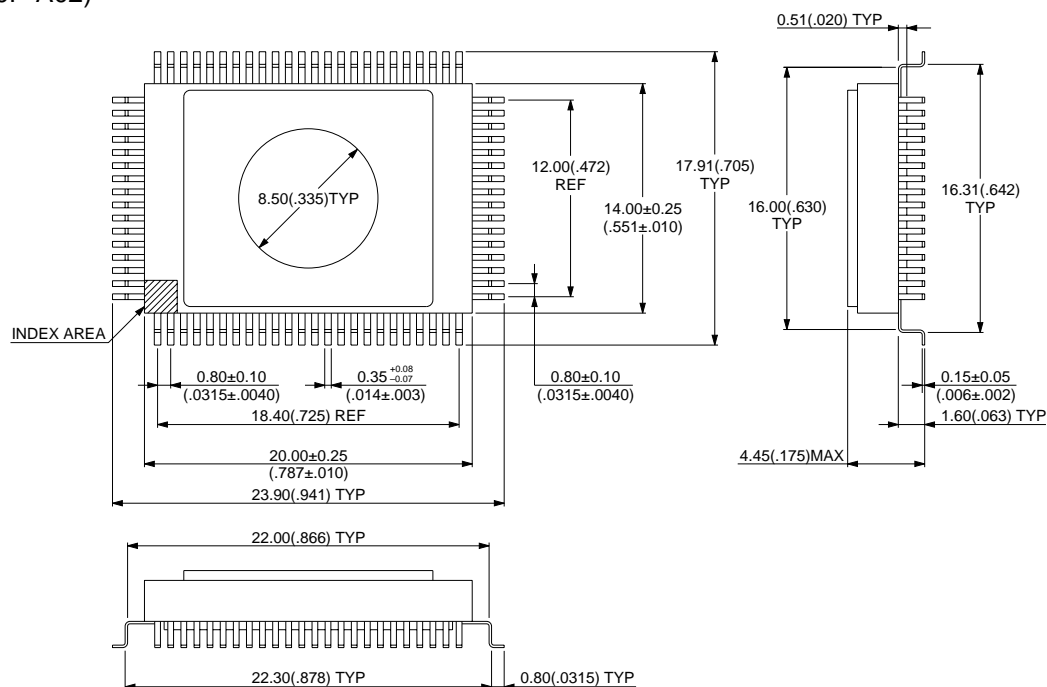 0.51(.020) TYP
12.00(.472)
REF
17.91(.705)
TYP
8.50(.335)TYP
14.00±0.25
(.551±.010)
16.00(.630)
TYP
16.31(.642)
TYP
INDEX AREA
0.80±0.10
(.0315±.0040)
0.35 +0.08 −0.07
(.014±.003)
0.80±0.10
(.0315±.0040)
0.15±0.05
(.006±.002)
18.40(.725) REF
1.60(.063) TYP
20.00±0.25
(.787±.010)
4.45(.175)MAX
23.90(.941) TYP
22.00(.866) TYP
22.30(.878) TYP
0.80(.0315) TYP